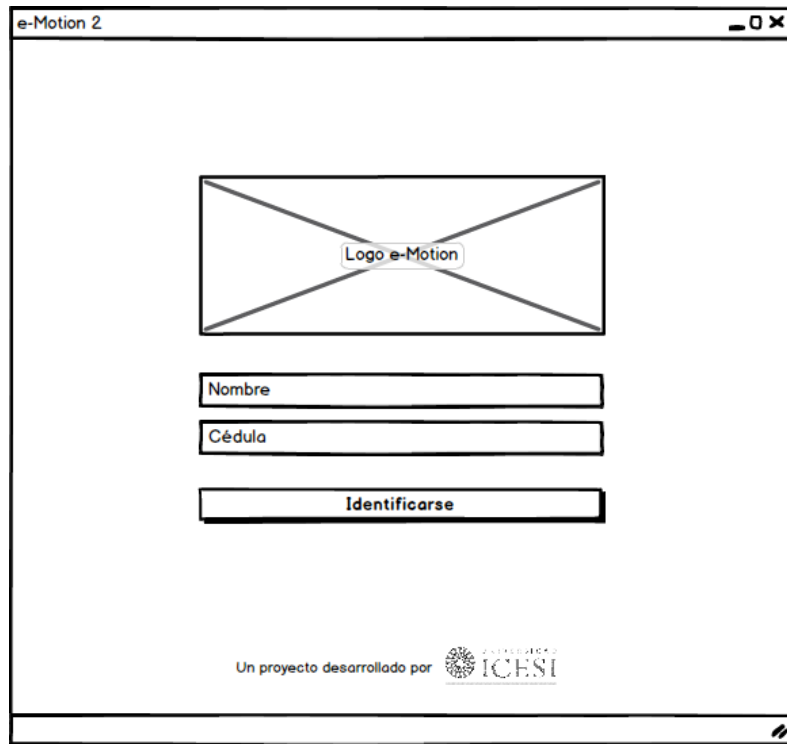 e-Motion 2
Logo e-Motion
Nombre
Cédula
Identificarse
Un proyecto desarrollado por
ICESI